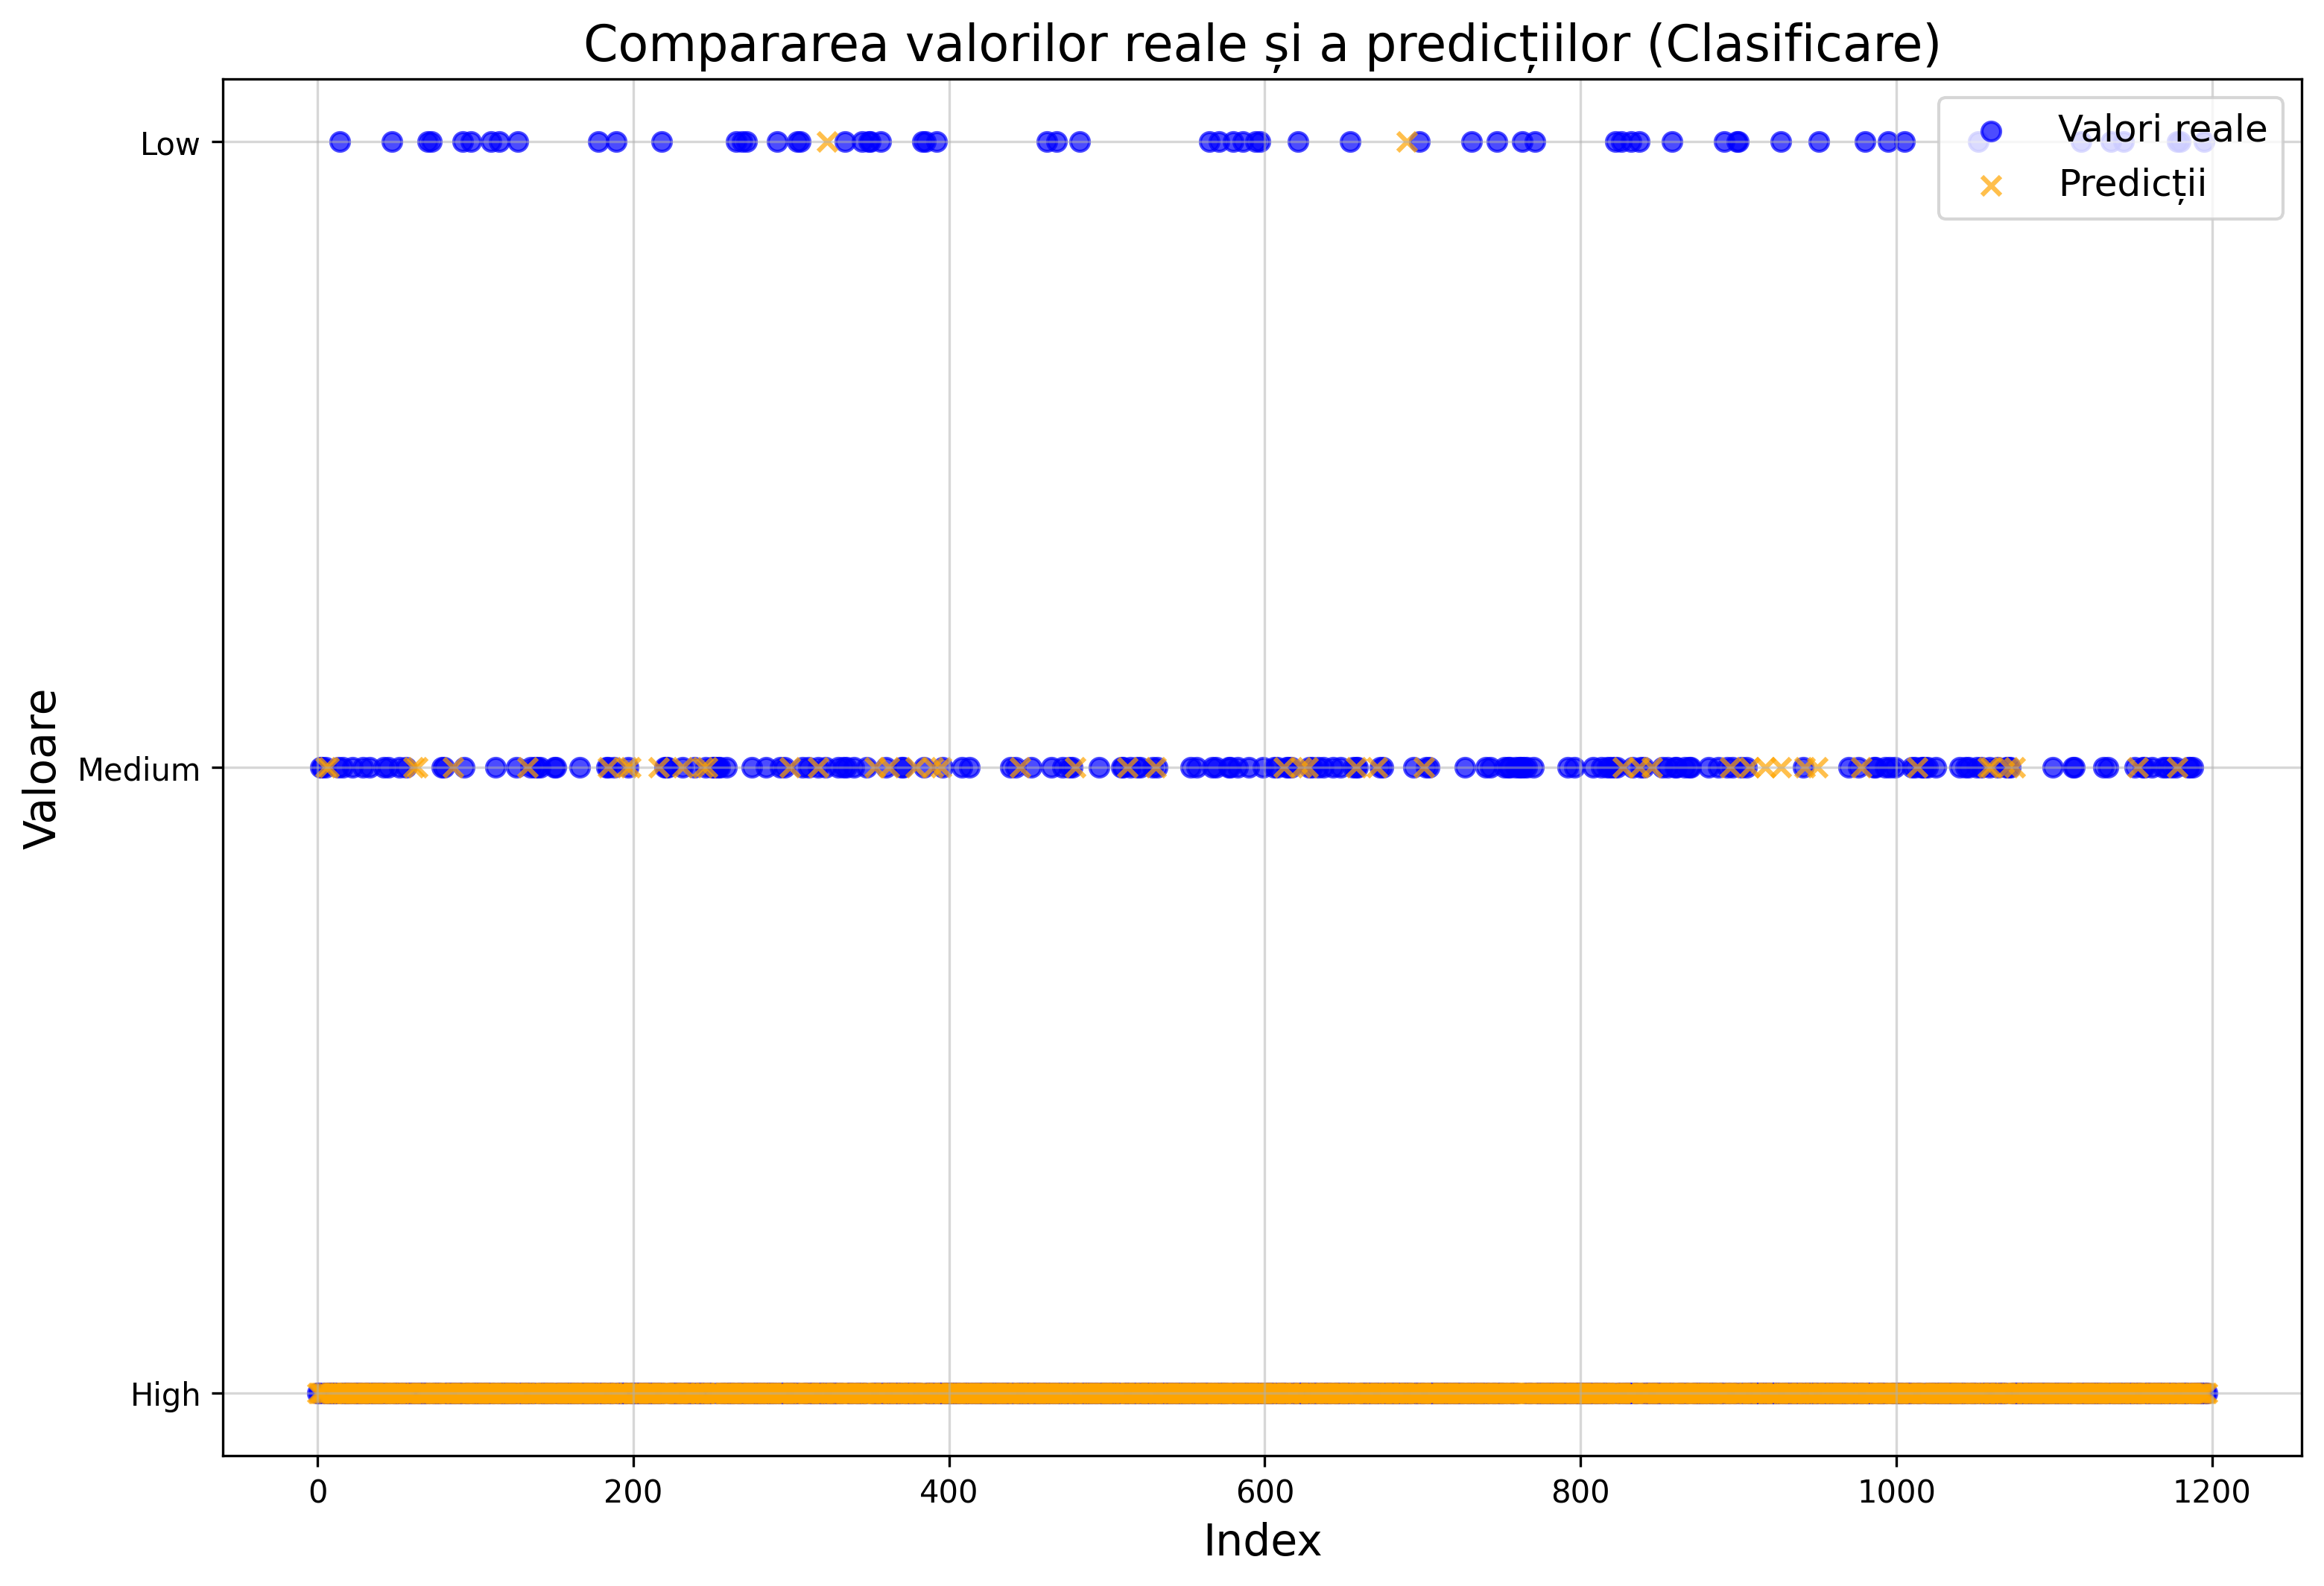 Compararea valorilor reale și a predicțiilor (Clasificare)
Low
Valori reale
Predicții
Valoare
Medium
High
0 200 400 600 800 1000 1200
Index